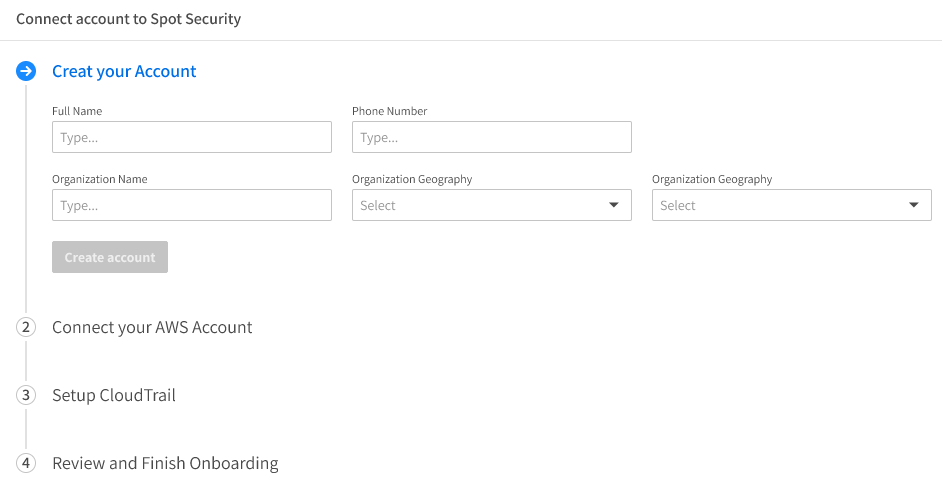 Connect account to Spot Security
Creat your Account
Full Name Phone Number
Type... Type...
Organization Name Organization Geography Organization Geography
Type... Select Select
Create account
2 Connect your AWS Account
3 Setup CloudTrail
4 Review and Finish Onboarding